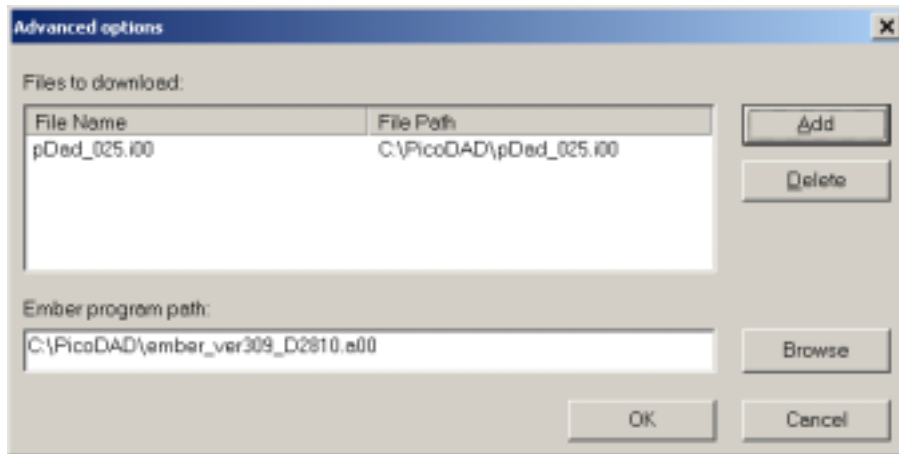 Advanced options
Files to download:
File Name File Path
Add
pDad_025.i00 C:\PicoDAD\pDad_025.i00
Delete
Ember program path:
C:\PicoDAD\ember_ver309_D2810.a00
Browse
OK Cancel